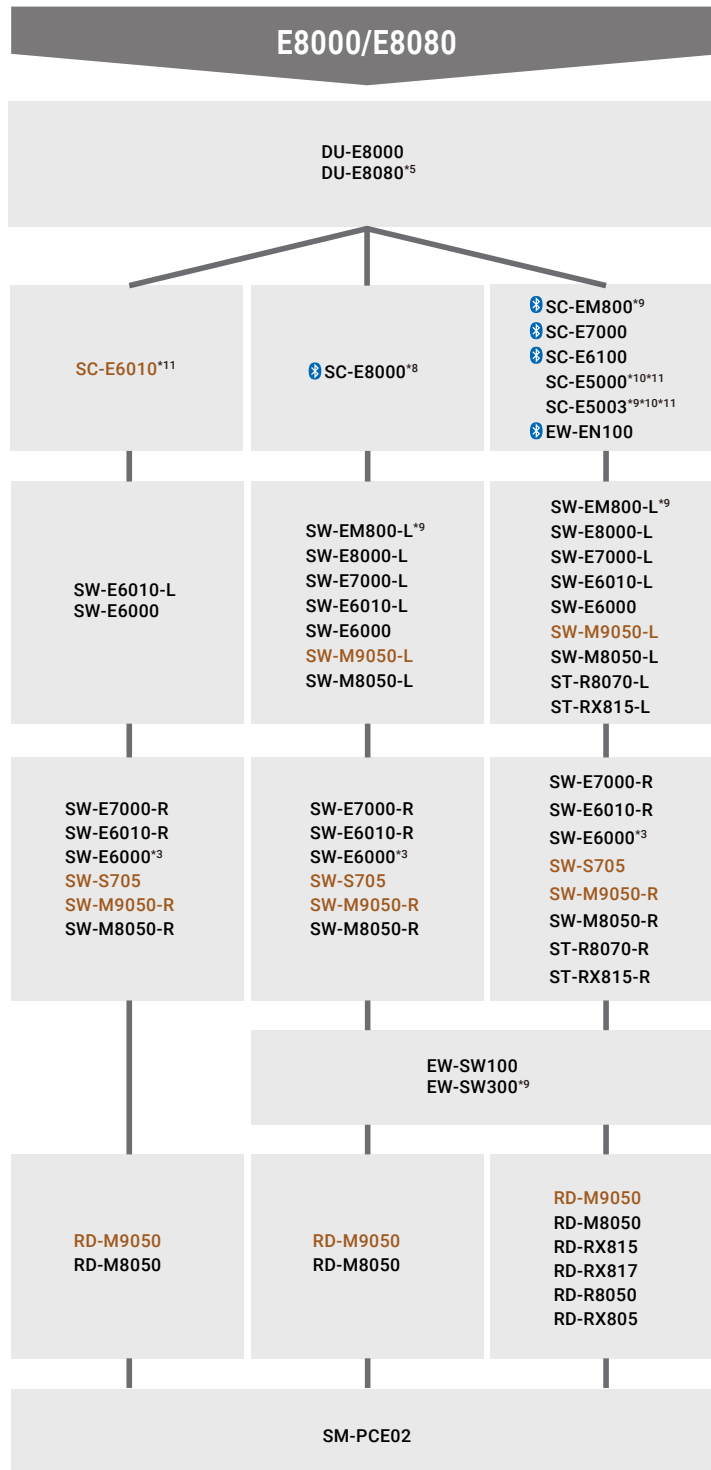 E8000/E8080
DU-E8000
DU-E8080*5
SC-E6010*11
SC-E8000*8
SC-EM800*9
SC-E7000
SC-E6100
SC-E5000*10*11
SC-E5003*9*10*11
EW-EN100
SW-E6010-L
SW-E6000
SW-EM800-L*9
SW-E8000-L
SW-E7000-L
SW-E6010-L
SW-E6000
SW-M9050-L
SW-M8050-L
SW-EM800-L*9
SW-E8000-L
SW-E7000-L
SW-E6010-L
SW-E6000
SW-M9050-L
SW-M8050-L
ST-R8070-L
ST-RX815-L
SW-E7000-R
SW-E6010-R
SW-E6000*3
SW-S705
SW-M9050-R
SW-M8050-R
SW-E7000-R
SW-E6010-R
SW-E6000*3
SW-S705
SW-M9050-R
SW-M8050-R
SW-E7000-R
SW-E6010-R
SW-E6000*3
SW-S705
SW-M9050-R
SW-M8050-R
ST-R8070-R
ST-RX815-R
EW-SW100
EW-SW300*9
RD-M9050
RD-M8050
RD-M9050
RD-M8050
RD-M9050
RD-M8050
RD-RX815
RD-RX817
RD-R8050
RD-RX805
SM-PCE02